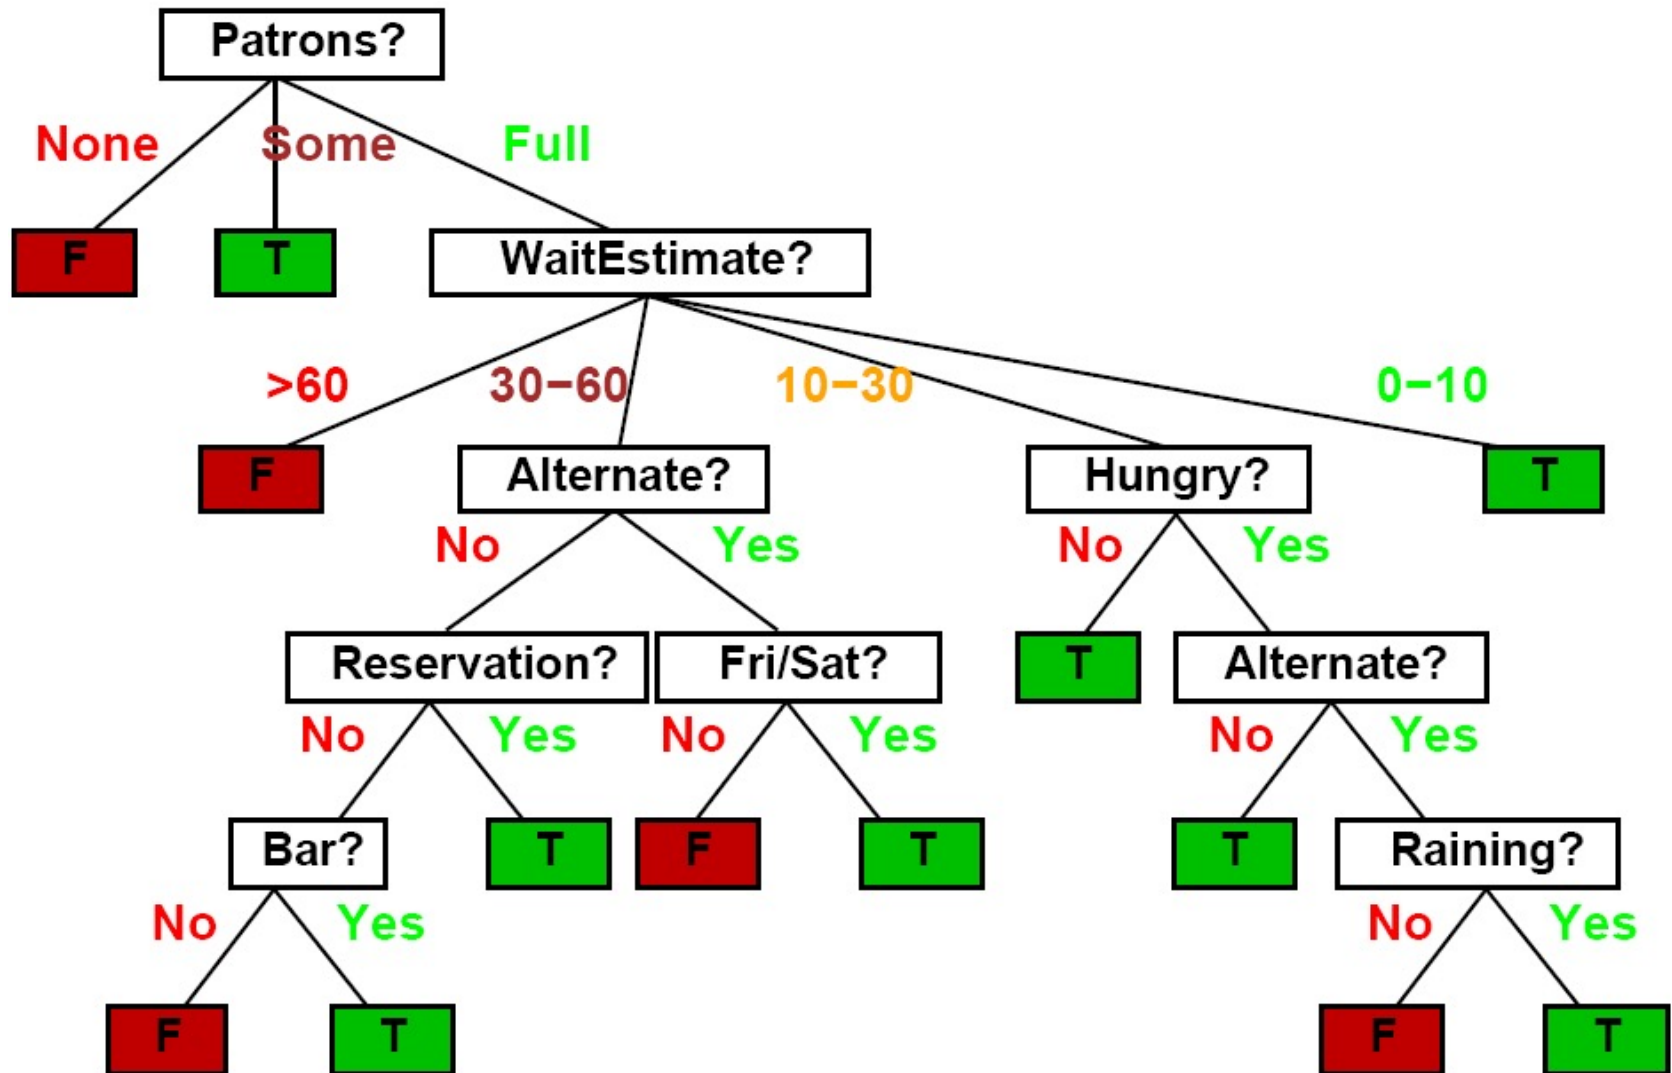 Patrons?
None Some Full
F T WaitEstimate?
>60 30−60 10−30 0−10
F Alternate? Hungry? T
No Yes No Yes
Reservation? Fri/Sat? T Alternate?
No Yes No Yes No Yes
Bar? T F T T Raining?
No Yes No Yes
F T F T